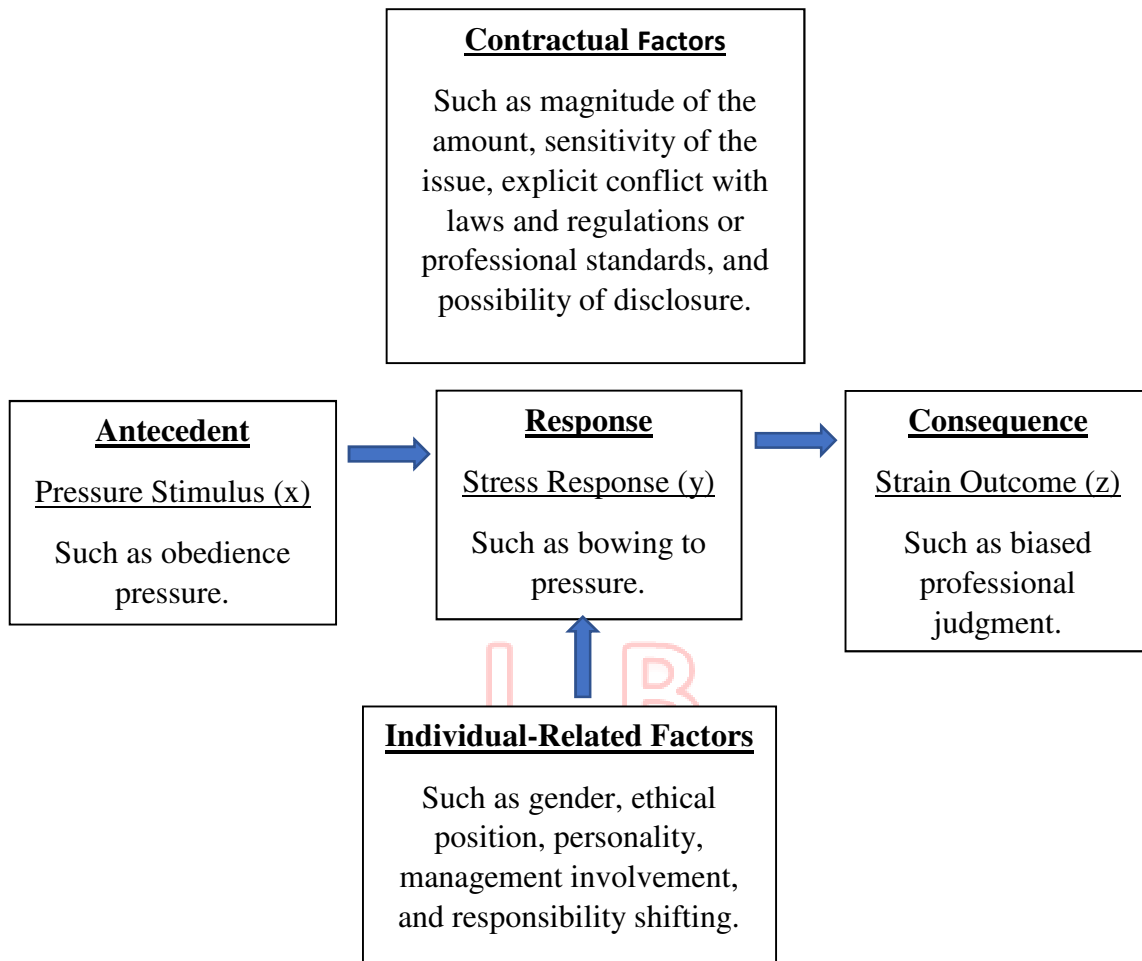 Contractual Factors
Such as magnitude of the
amount, sensitivity of the
issue, explicit conflict with
laws and regulations or
professional standards, and
possibility of disclosure.
Antecedent
Pressure Stimulus (x)
Such as obedience
pressure.
Response
Stress Response (y)
Such as bowing to
pressure.
Consequence
Strain Outcome (z)
Such as biased
professional
judgment.
I B
Individual-Related Factors
Such as gender, ethical
position, personality,
management involvement,
and responsibility shifting.